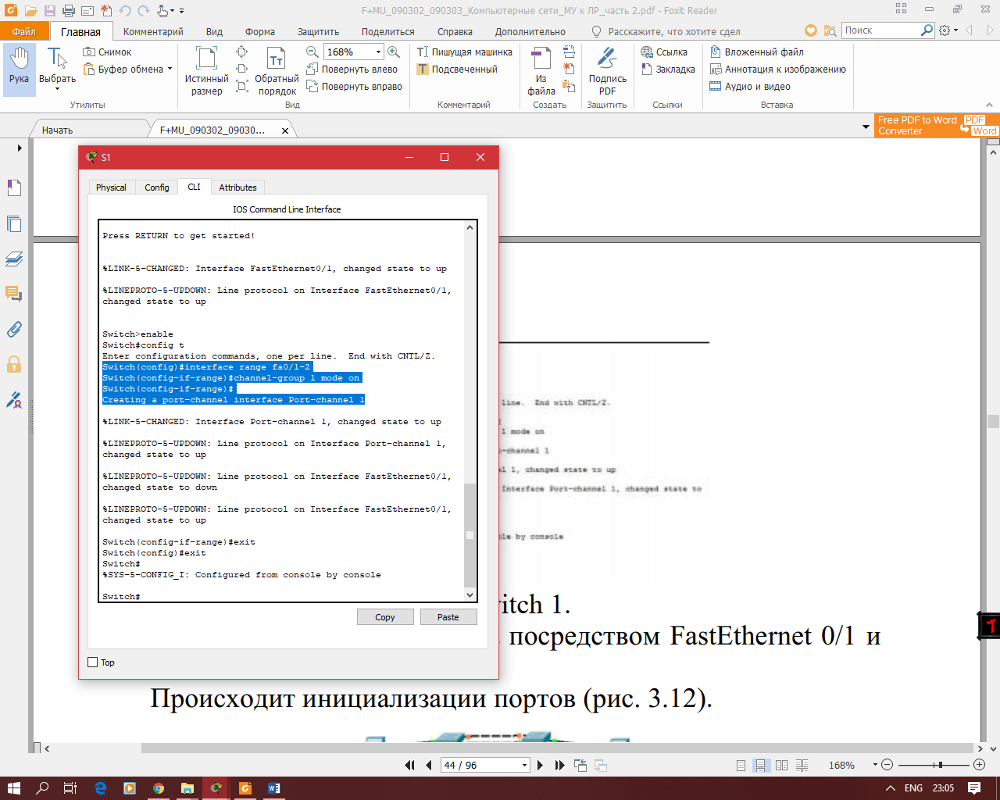 F+MU_090302_090303_Компьютерные сети_МУ к ЛР_часть 2.pdf - Foxit Reader
Файл
Главная
Комментарий
Вид
Форма
Защитить
Поделиться
Справка
Дополнительно
Расскажите, что хотите сдел
Поиск
Рука
Выбрать
Снимок
Буфер обмена
Утилиты
Истинный размер
168%
Обратный порядок
Повернуть влево
Повернуть вправо
Вид
Пишущая машинка
Подсвеченный
Комментарий
Из файла
Создать
Подпись PDF
Защитить
Ссылка
Закладка
Ссылки
Вложенный файл
Аннотация к изображению
Аудио и видео
Вставка
Начать
F+MU_090302_09030...
Free PDF to Word Converter
PDF
Word
S1
Physical
Config
CLI
Attributes
IOS Command Line Interface
Press RETURN to get started!
%LINK-5-CHANGED: Interface FastEthernet0/1, changed state to up
%LINEPROTO-5-UPDOWN: Line protocol on Interface FastEthernet0/1,
changed state to up
Switch>enable
Switch#config t
Enter configuration commands, one per line.  End with CNTL/Z.
Switch(config)#interface range fa0/1-2
Switch(config-if-range)#channel-group 1 mode on
Switch(config-if-range)#
Creating a port-channel interface Port-channel 1
%LINK-5-CHANGED: Interface Port-channel 1, changed state to up
%LINEPROTO-5-UPDOWN: Line protocol on Interface Port-channel 1,
changed state to up
%LINEPROTO-5-UPDOWN: Line protocol on Interface FastEthernet0/1,
changed state to down
%LINEPROTO-5-UPDOWN: Line protocol on Interface FastEthernet0/1,
changed state to up
Switch(config-if-range)#exit
Switch(config)#exit
Switch#
%SYS-5-CONFIG_I: Configured from console by console
Switch#
Copy
Paste
Top
line.  End with CNTL/Z.
1 mode on
-channel 1
1, changed state to up
Interface Port-channel 1, changed state to
by console
itch 1.
посредством FastEthernet 0/1 и
Происходит инициализации портов (рис. 3.12).
44 / 96
168%
ENG
23:05